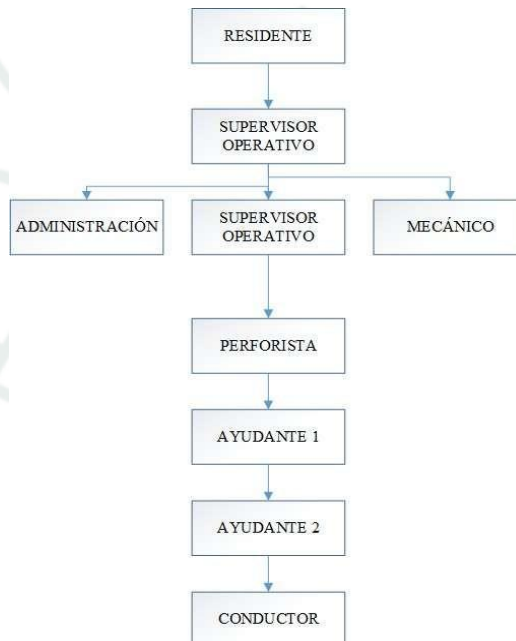 RESIDENTE
SUPERVISOR
OPERATIVO
ADMINISTRACIÓN
SUPERVISOR
OPERATIVO
MECÁNICO
PERFORISTA
AYUDANTE 1
AYUDANTE 2
CONDUCTOR